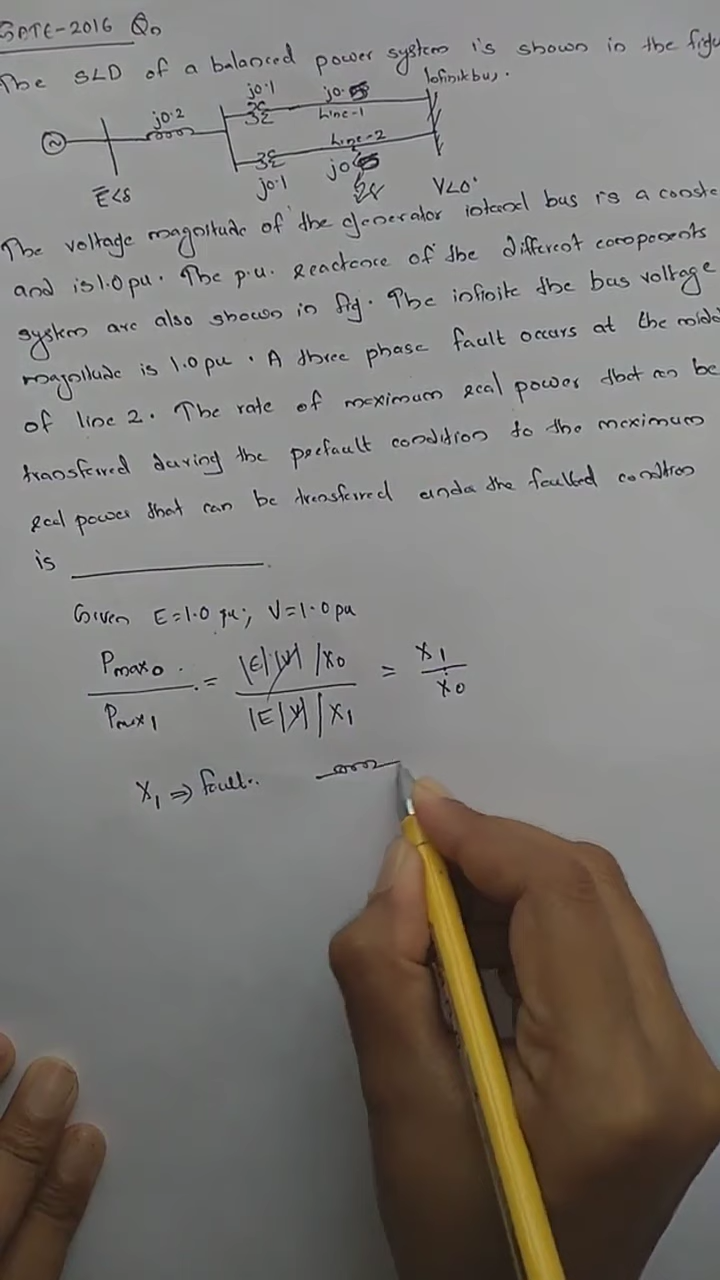 GATE-2016 Qn
The SLD of a balanced power system is shown in the figu
Infinite bus.
j0.1
j0.2
Line-1
Line-2
j0.1
E<δ
V<0°
The voltage magnitude of the generator internal bus is a consta
and is 1.0 pu. The p.u. reactance of the different components
system are also shown in fig. The infinite the bus voltage
magnitude is 1.0 pu. A three phase fault occurs at the midd
of line 2. The rate of maximum real power that can be
transferred during the prefault condition to the maximum
real power that can be transferred under the faulted condition
is ________.
Given E=1.0 pu; V=1.0 pu
Pmax0 / Pmax1 = |E||V|/X0 / |E|V|/X1 = X1 / X0
X1 ⇒ fault.